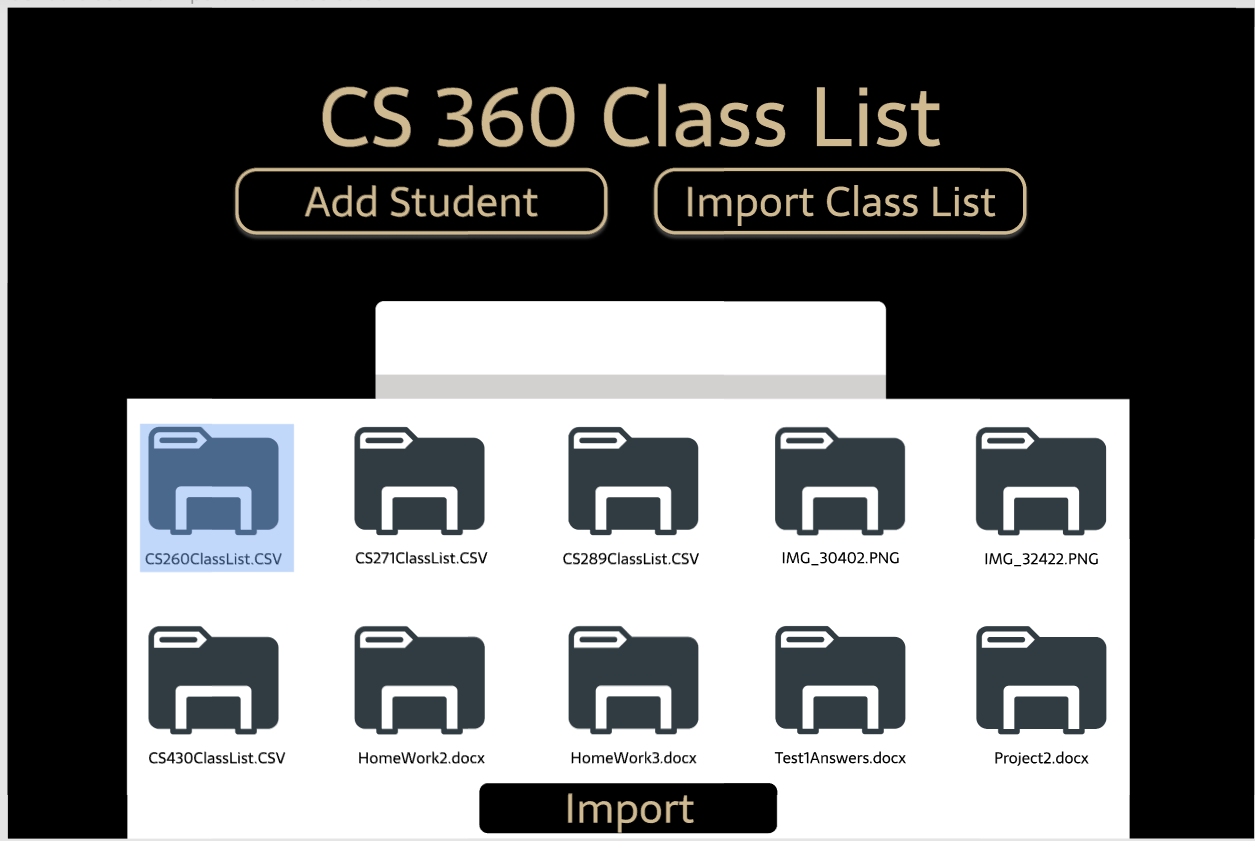 CS 360 Class List
Add Student
Import Class List
CS260ClassList.CSV
CS271ClassList.CSV
CS289ClassList.CSV
IMG_30402.PNG
IMG_32422.PNG
CS430ClassList.CSV
HomeWork2.docx
HomeWork3.docx
Test1Answers.docx
Project2.docx
Import